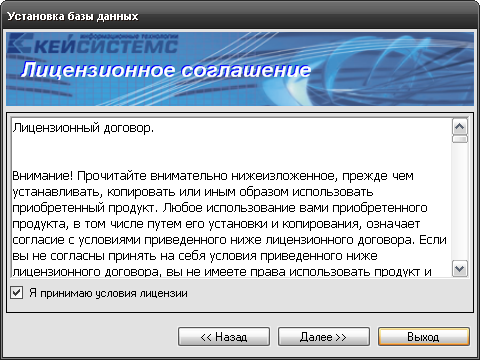 Установка базы данных
информационные технологии
КЕЙСИСТЕМС
Лицензионное соглашение
Лицензионный договор.
Внимание! Прочитайте внимательно нижеизложенное, прежде чем
устанавливать, копировать или иным образом использовать
приобретенный продукт. Любое использование вами приобретенного
продукта, в том числе путем его установки и копирования, означает
согласие с условиями приведенного ниже лицензионного договора. Если
вы не согласны принять на себя условия приведенного ниже
лицензионного договора, вы не имеете права использовать продукт и
Я принимаю условия лицензии
<< Назад
Далее >>
Выход